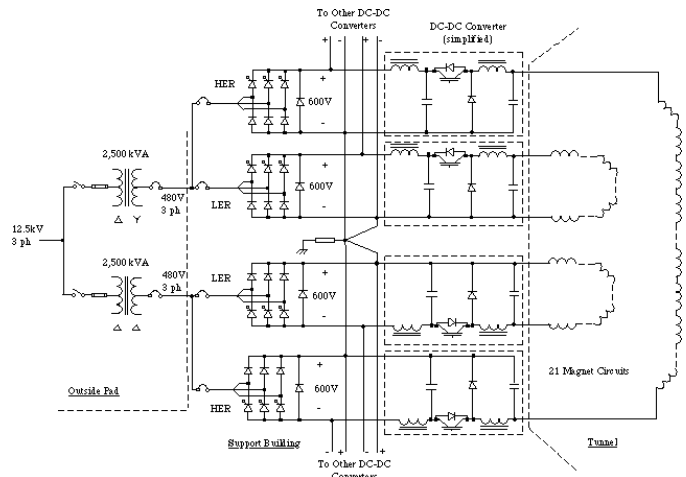 To Other DC-DC
Converters
- + + -
DC-DC Converter
(simplified)
HER
+
600V
-
2,500 kVA
480V
3 ph
LER
+
600V
-
12.5kV
3 ph
2,500 kVA
480V
3 ph
LER
+
600V
-
+
600V
-
HER
21 Magnet Circuits
Outside Pad
Support Building
Tunnel
- + - +
To Other DC-DC
Converters